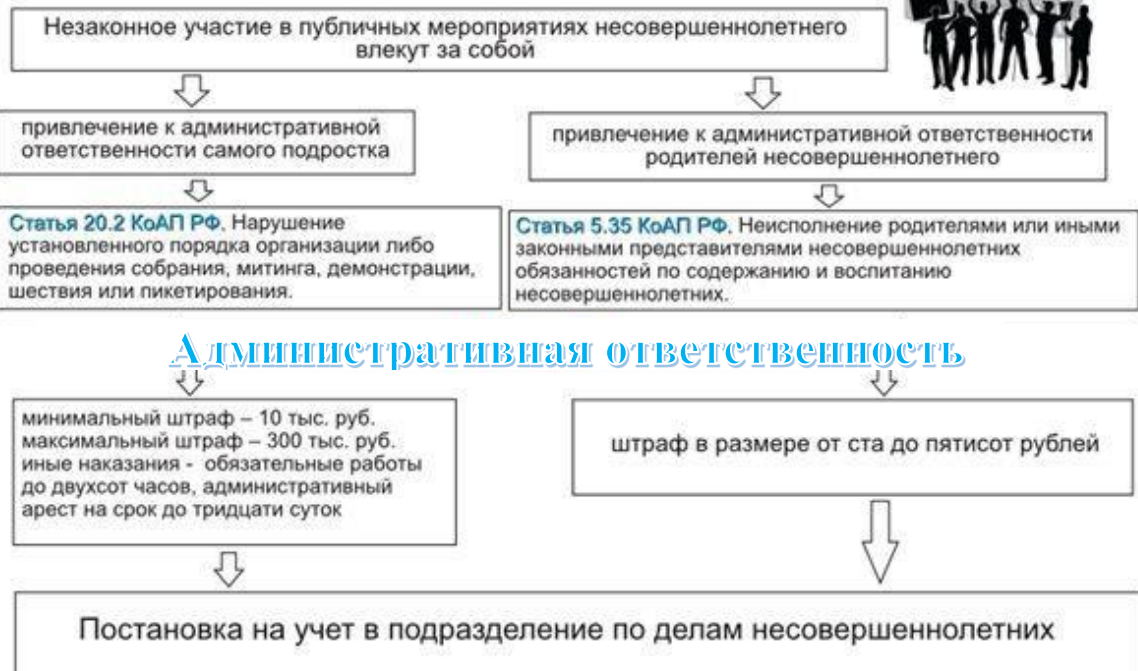 Незаконное участие в публичных мероприятиях несовершеннолетнего
влекут за собой
привлечение к административной
ответственности самого подростка
привлечение к административной ответственности
родителей несовершеннолетнего
Статья 20.2 КоАП РФ. Нарушение
установленного порядка организации либо
проведения собрания, митинга, демонстрации,
шествия или пикетирования.
Статья 5.35 КоАП РФ. Неисполнение родителями или иными
законными представителями несовершеннолетних
обязанностей по содержанию и воспитанию
несовершеннолетних.
Административная ответственность
минимальный штраф – 10 тыс. руб.
максимальный штраф – 300 тыс. руб.
иные наказания - обязательные работы
до двухсот часов, административный
арест на срок до тридцати суток
штраф в размере от ста до пятисот рублей
Постановка на учет в подразделение по делам несовершеннолетних